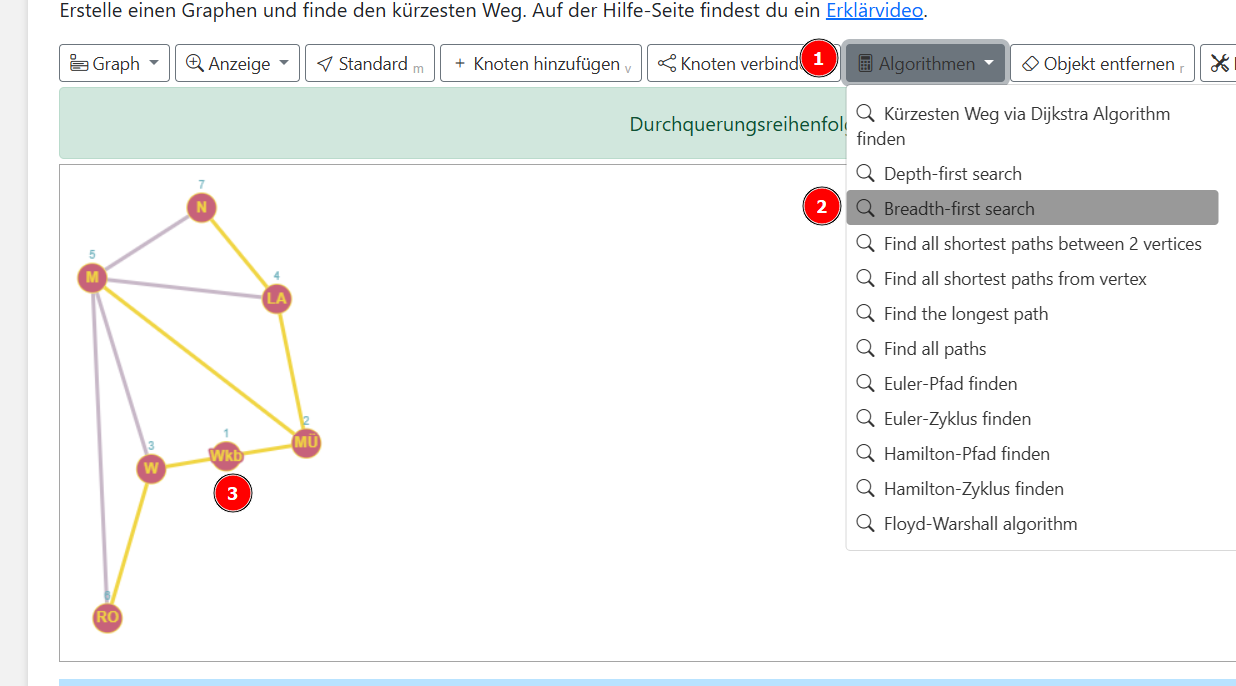 Erstelle einen Graphen und finde den kürzesten Weg. Auf der Hilfe-Seite findest du ein Erklärvideo.
Graph Anzeige Standard m + Knoten hinzufügen v Knoten verbind 1 Algorithmen Objekt entfernen r
Durchquerungsreihenfolg
Kürzesten Weg via Dijkstra Algorithm
finden
Depth-first search
2 Breadth-first search
Find all shortest paths between 2 vertices
Find all shortest paths from vertex
Find the longest path
Find all paths
Euler-Pfad finden
Euler-Zyklus finden
Hamilton-Pfad finden
Hamilton-Zyklus finden
Floyd-Warshall algorithm
7
N
5
M
4
LA
2
MÜ
1
Wkb
3
W
3
6
RO